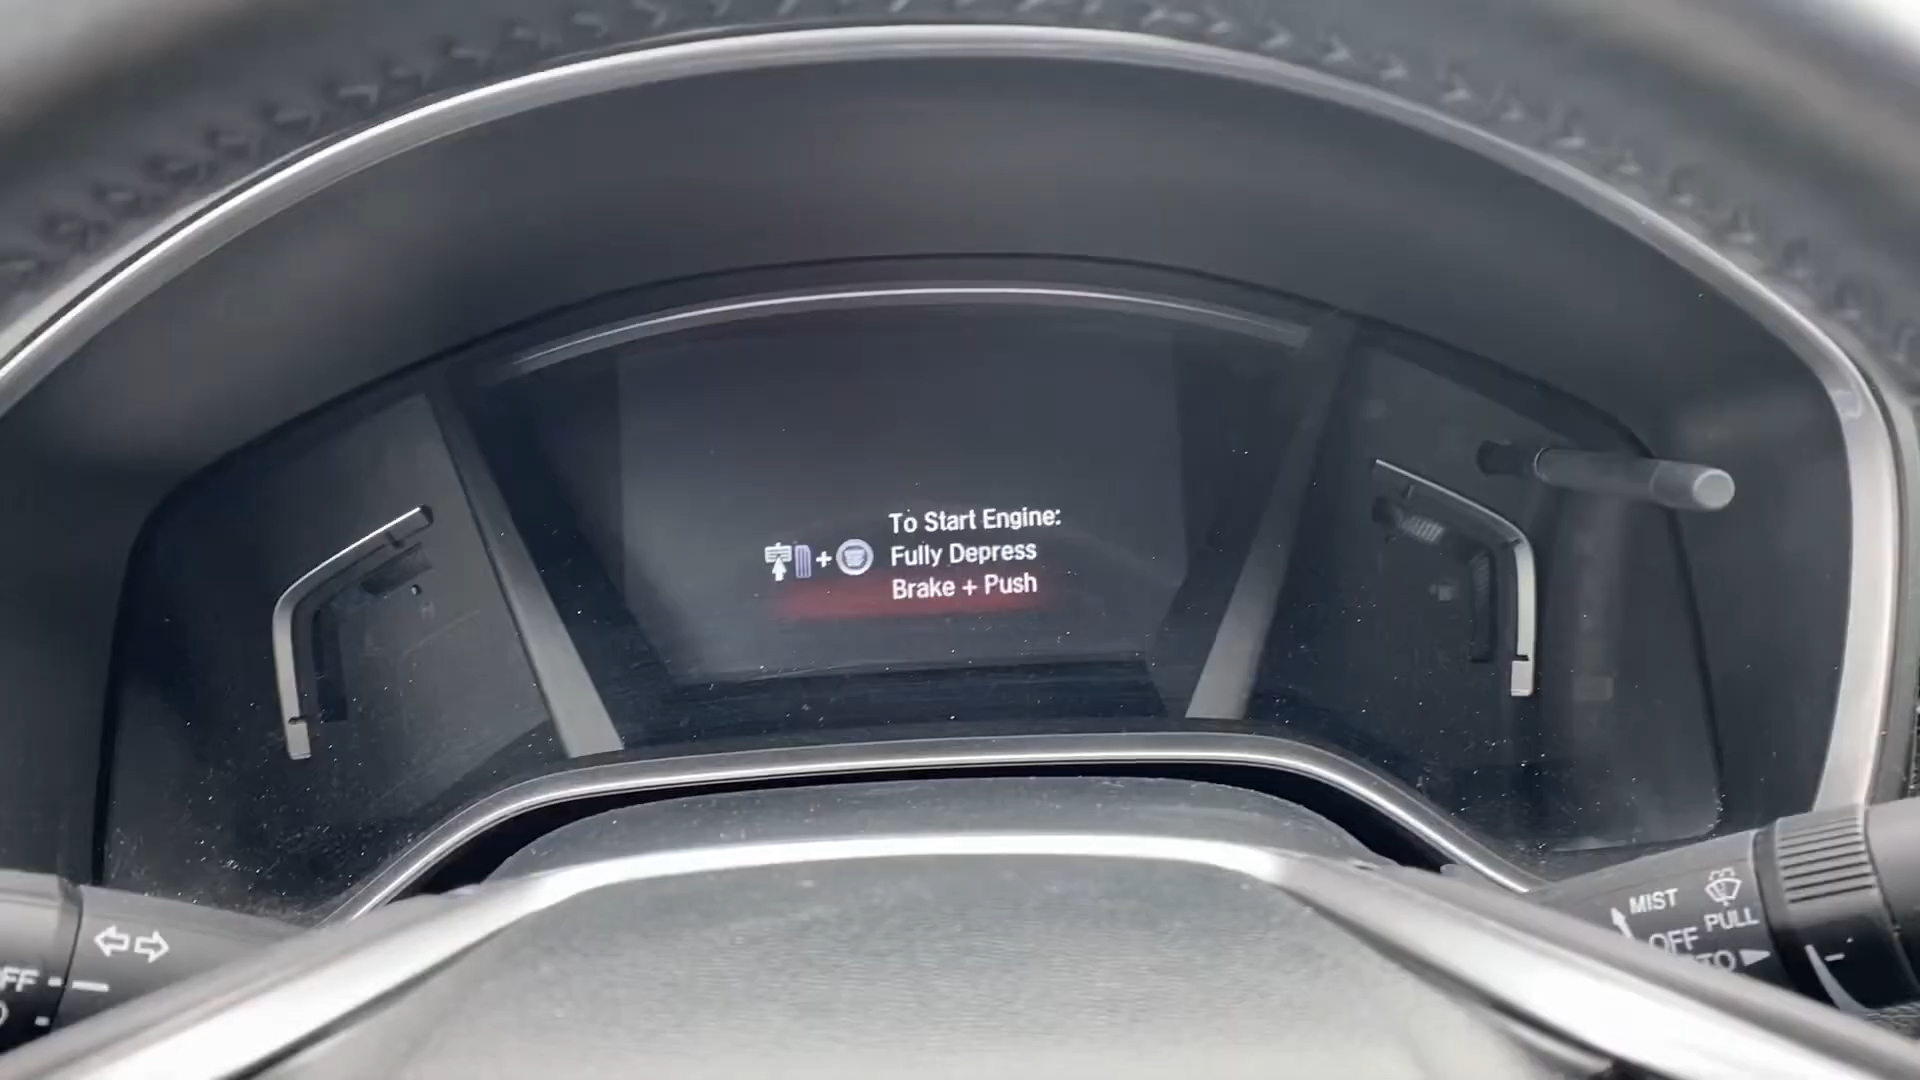 To Start Engine:
Fully Depress
+
Brake + Push
MIST
PULL
OFF